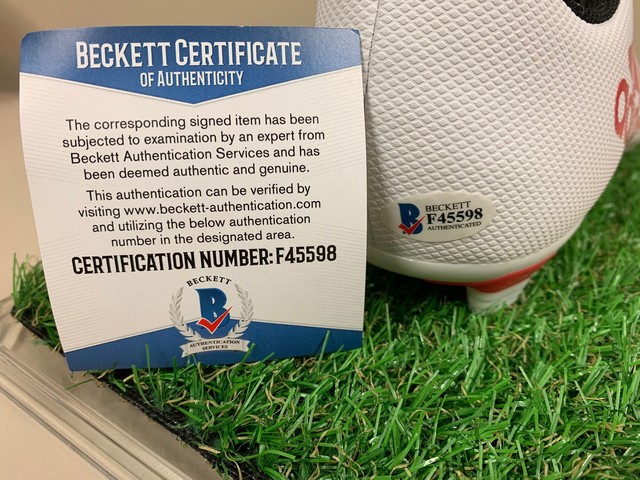 BECKETT CERTIFICATE
OF AUTHENTICITY
The corresponding signed item has been
subjected to examination by an expert from
Beckett Authentication Services and has
been deemed authentic and genuine.
This authentication can be verified by
visiting www.beckett-authentication.com
and utilizing the below authentication
number in the designated area.
CERTIFICATION NUMBER: F45598
BECKETT
B
AUTHENTICATION
SERVICES
B
BECKETT
F45598
AUTHENTICATED